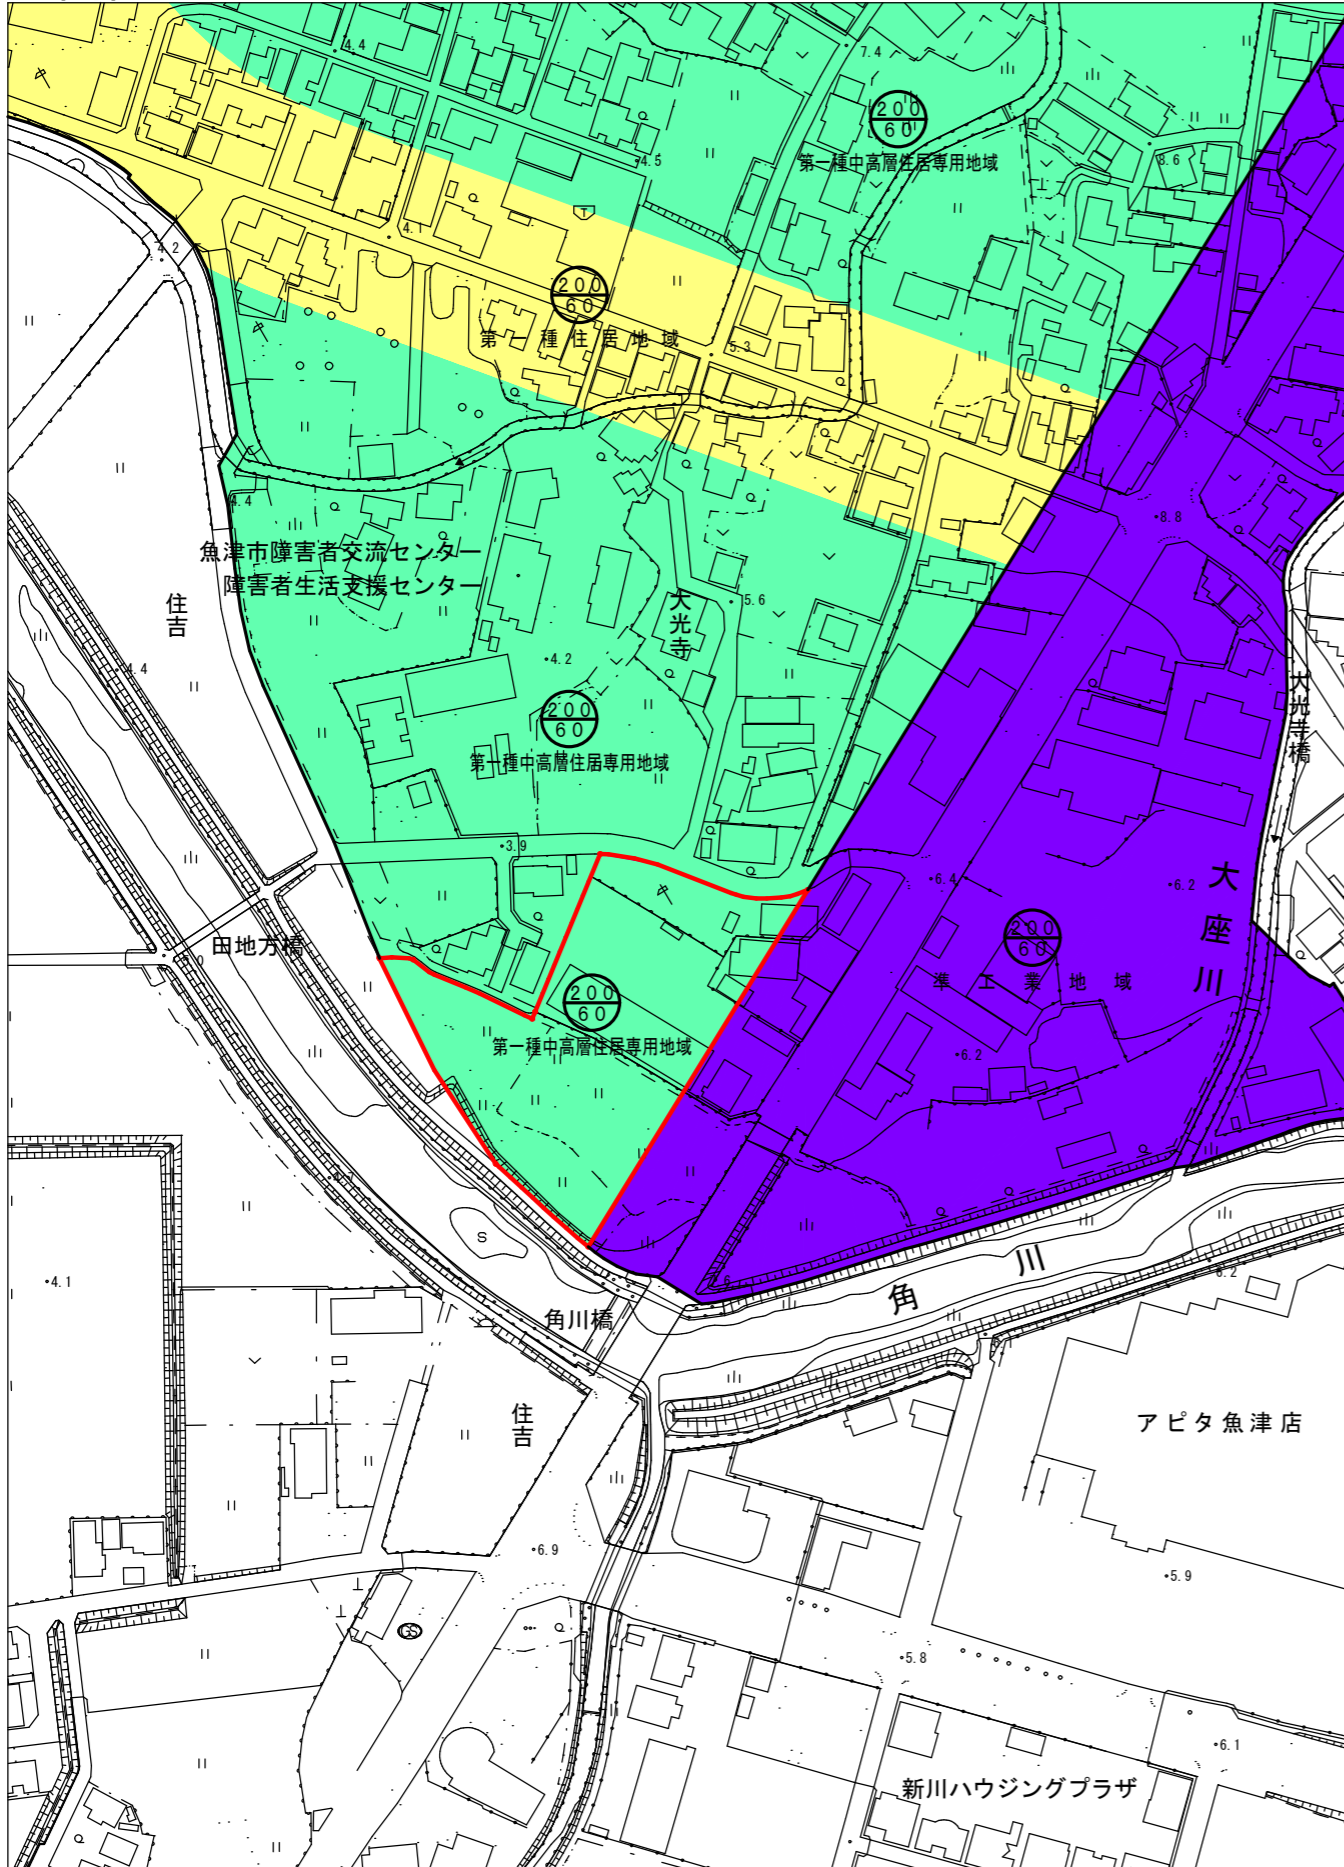 4.4
7.4
200
60
第一種中高層住居専用地域
4.5
8.6
4.1
4.2
200
60
第一種住居地域
5.3
8.8
4.4
魚津市障害者交流センター
障害者生活支援センター
住吉
大光寺
5.6
4.2
4.4
大光寺橋
200
60
第一種中高層住居専用地域
3.9
6.4
6.2
大座川
田地方橋
5.0
200
60
準工業地域
200
60
第一種中高層住居専用地域
6.2
4.7
S
4.1
角川
6.2
角川橋
住吉
アピタ魚津店
6.9
5.9
GS
5.8
6.1
新川ハウジングプラザ